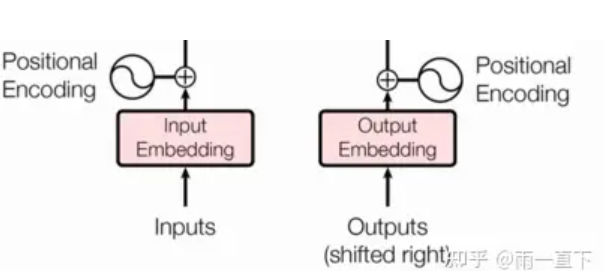 Positional
Encoding
Input
Embedding
Inputs
Output
Embedding
Positional
Encoding
Outputs
(shifted right)
知乎 @雨一直下